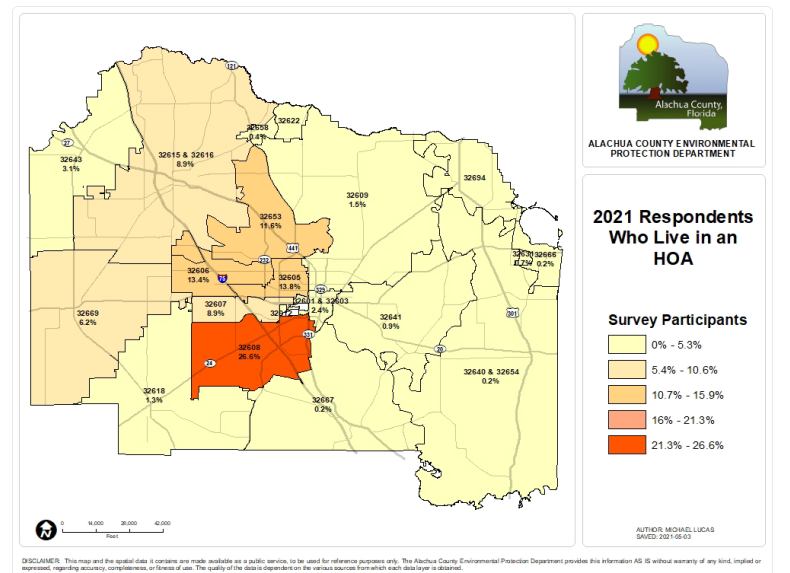 121
32622
32658
0.4%
27
32643
3.1%
32615 & 32616
8.9%
32694
32609
1.5%
32653
11.6%
441
232
32666
0.2%
32606
13.4%
75
32605
13.8%
329
32607
8.9%
& 32603
2.4%
301
32669
6.2%
32641
0.9%
331
32608
26.6%
20
24
32640 & 32654
0.2%
32618
1.3%
32667
0.2%
N
0 14,000 28,000 42,000
Feet
Alachua County,
Florida
ALACHUA COUNTY ENVIRONMENTAL
PROTECTION DEPARTMENT
2021 Respondents
Who Live in an
HOA
Survey Participants
0% - 5.3%
5.4% - 10.6%
10.7% - 15.9%
16% - 21.3%
21.3% - 26.6%
AUTHOR: MICHAEL LUCAS
SAVED: 2021-05-03
DISCLAIMER: This map and the spatial data it contains are made available as a public service, to be used for reference purposes only. The Alachua County Environmental Protection Department provides this information AS IS without warranty of any kind, implied or
expressed, regarding accuracy, completeness, or fitness of use. The quality of the data is dependent on the various sources from which each data layer is obtained.